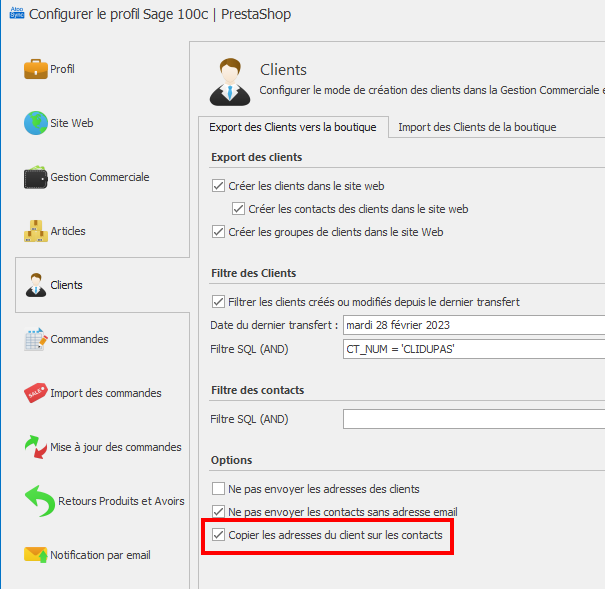 Aton
Sync
Configurer le profil Sage 100c | PrestaShop
Profil
Site Web
Gestion Commerciale
Articles
Clients
Commandes
SALE
Import des commandes
Mise à jour des commandes
Retours Produits et Avoirs
Notification par email
Clients
Configurer le mode de création des clients dans la Gestion Commerciale e
Export des Clients vers la boutique
Import des Clients de la boutique
Export des clients
Créer les clients dans le site web
Créer les contacts des clients dans le site web
Créer les groupes de clients dans le site Web
Filtre des Clients
Filtrer les clients créés ou modifiés depuis le dernier transfert
Date du dernier transfert : mardi 28 février 2023
Filtre SQL (AND) CT_NUM = 'CLIDUPAS'
Filtre des contacts
Filtre SQL (AND)
Options
Ne pas envoyer les adresses des clients
Ne pas envoyer les contacts sans adresse email
Copier les adresses du client sur les contacts